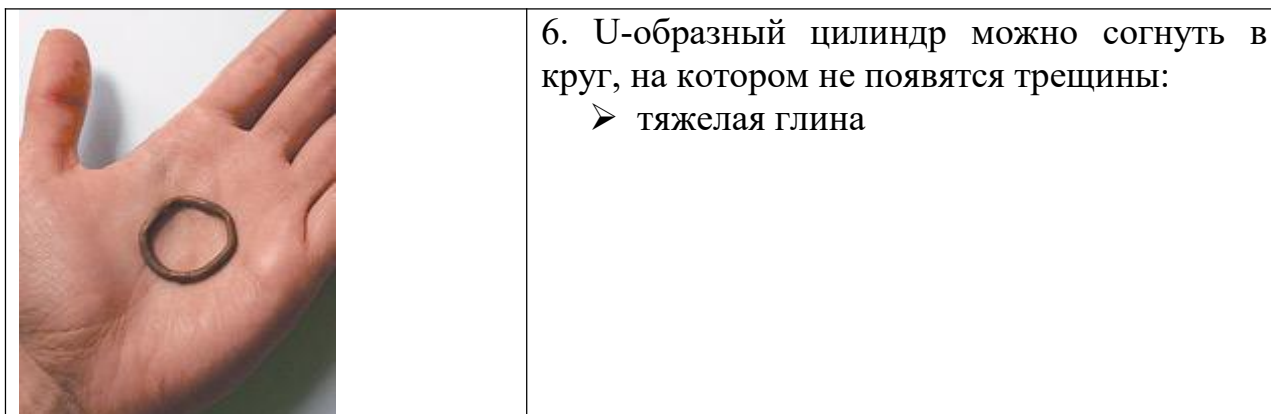 6. U-образный цилиндр можно согнуть в
круг, на котором не появятся трещины:
➢ тяжелая глина